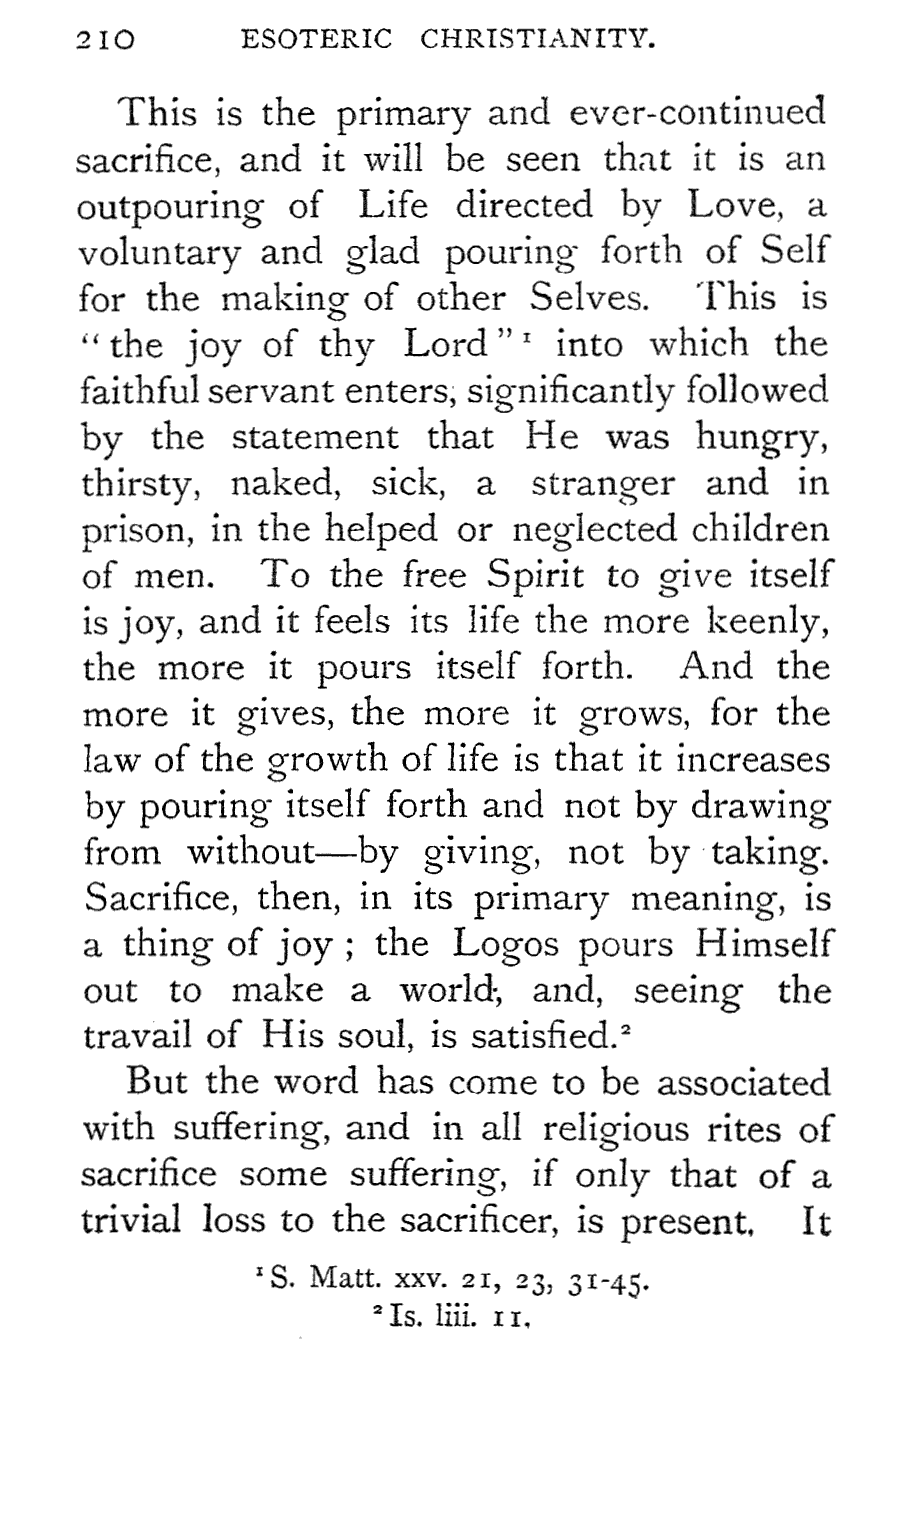 210 ESOTERIC CHRISTIANITY.
This is the primary and ever-continued
sacrifice, and it will be seen that it is an
outpouring of Life directed by Love, a
voluntary and glad pouring forth of Self
for the making of other Selves. This is
“ the joy of thy Lord ” ¹ into which the
faithful servant enters, significantly followed
by the statement that He was hungry,
thirsty, naked, sick, a stranger and in
prison, in the helped or neglected children
of men. To the free Spirit to give itself
is joy, and it feels its life the more keenly,
the more it pours itself forth. And the
more it gives, the more it grows, for the
law of the growth of life is that it increases
by pouring itself forth and not by drawing
from without—by giving, not by taking.
Sacrifice, then, in its primary meaning, is
a thing of joy ; the Logos pours Himself
out to make a world, and, seeing the
travail of His soul, is satisfied.²
But the word has come to be associated
with suffering, and in all religious rites of
sacrifice some suffering, if only that of a
trivial loss to the sacrificer, is present. It
¹ S. Matt. xxv. 21, 23, 31-45.
² Is. liii. 11.